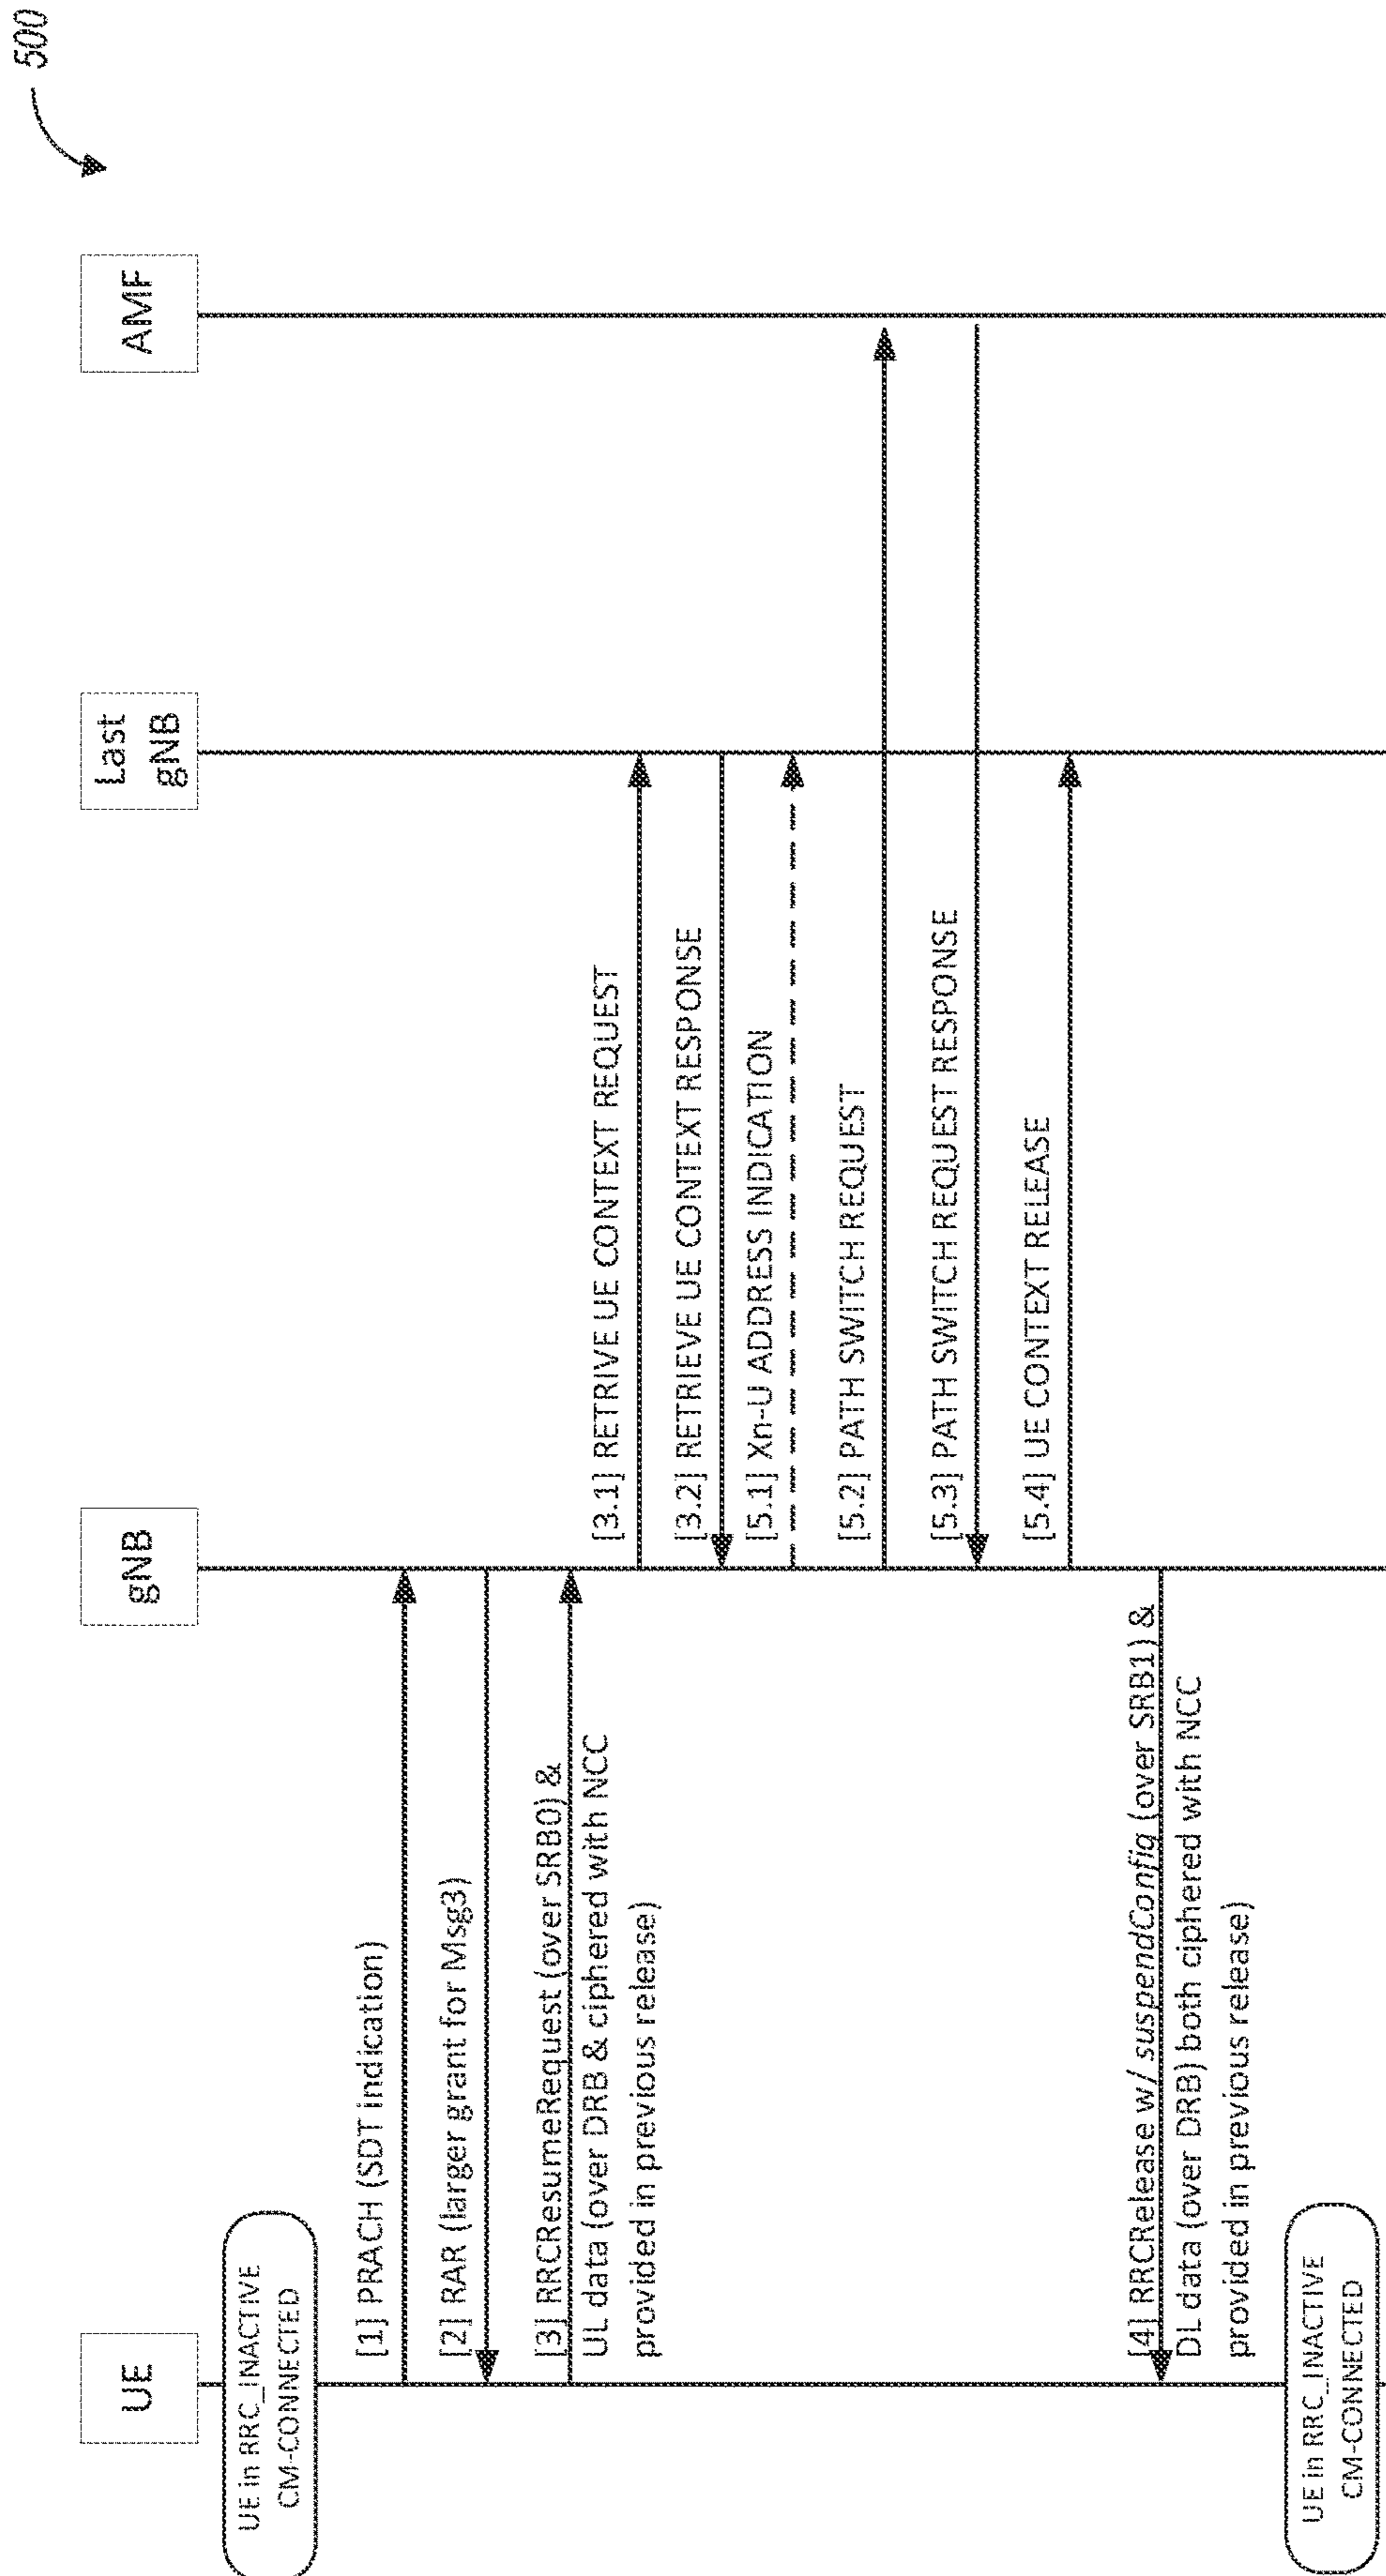 500
UE
gNB
Last
gNB
AMF
UE in RRC_INACTIVE
CM-CONNECTED
[1] PRACH (SDT indication)
[2] RAR (larger grant for Msg3)
[3] RRCResumeRequest (over SRB0) &
UL data (over DRB & ciphered with NCC
provided in previous release)
[3.1] RETRIVE UE CONTEXT REQUEST
[3.2] RETRIEVE UE CONTEXT RESPONSE
[5.1] Xn-U ADDRESS INDICATION
[5.2] PATH SWITCH REQUEST
[5.3] PATH SWITCH REQUEST RESPONSE
[5.4] UE CONTEXT RELEASE
[4] RRCRelease w/ suspendConfig (over SRB1) &
DL data (over DRB) both ciphered with NCC
provided in previous release)
UE in RRC_INACTIVE
CM-CONNECTED